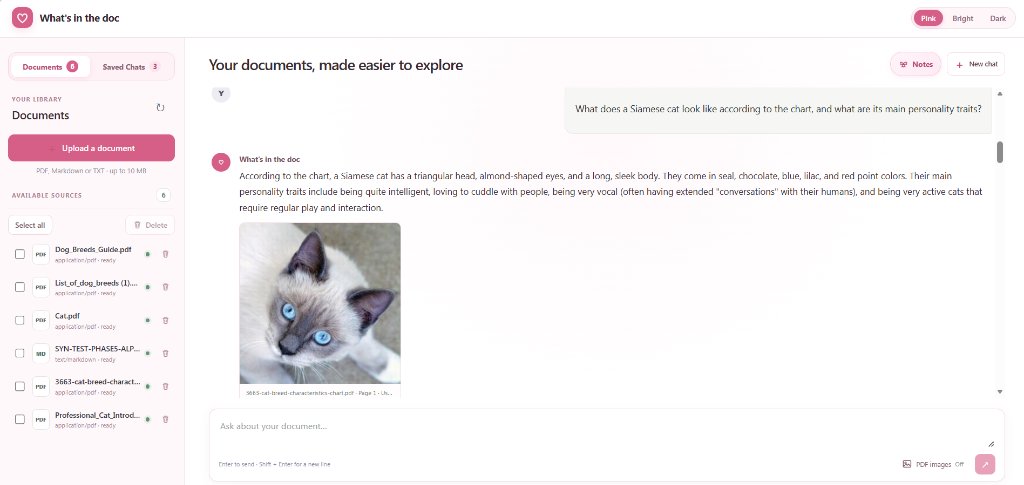 What's in the doc
Pink
Bright
Dark
Documents 6
Saved Chats 3
YOUR LIBRARY
Documents
Upload a document
PDF, Markdown or TXT · up to 10 MB
AVAILABLE SOURCES 6
Select all
Delete
PDF Dog_Breeds_Guide.pdf
application/pdf · ready
PDF List_of_dog_breeds (1)....
application/pdf · ready
PDF Cat.pdf
application/pdf · ready
MD SYN-TEST-PHASE5-ALP...
text/markdown · ready
PDF 3663-cat-breed-charact...
application/pdf · ready
PDF Professional_Cat_Introd...
application/pdf · ready
Your documents, made easier to explore
Notes
+ New chat
Y
What does a Siamese cat look like according to the chart, and what are its main personality traits?
What's in the doc
According to the chart, a Siamese cat has a triangular head, almond-shaped eyes, and a long, sleek body. They come in seal, chocolate, blue, lilac, and red point colors. Their main
personality traits include being quite intelligent, loving to cuddle with people, being very vocal (often having extended "conversations" with their humans), and being very active cats that
require regular play and interaction.
3663-cat-breed-characteristics-chart.pdf · Page 1 · Us...
Ask about your document...
Enter to send · Shift + Enter for a new line
PDF images Off